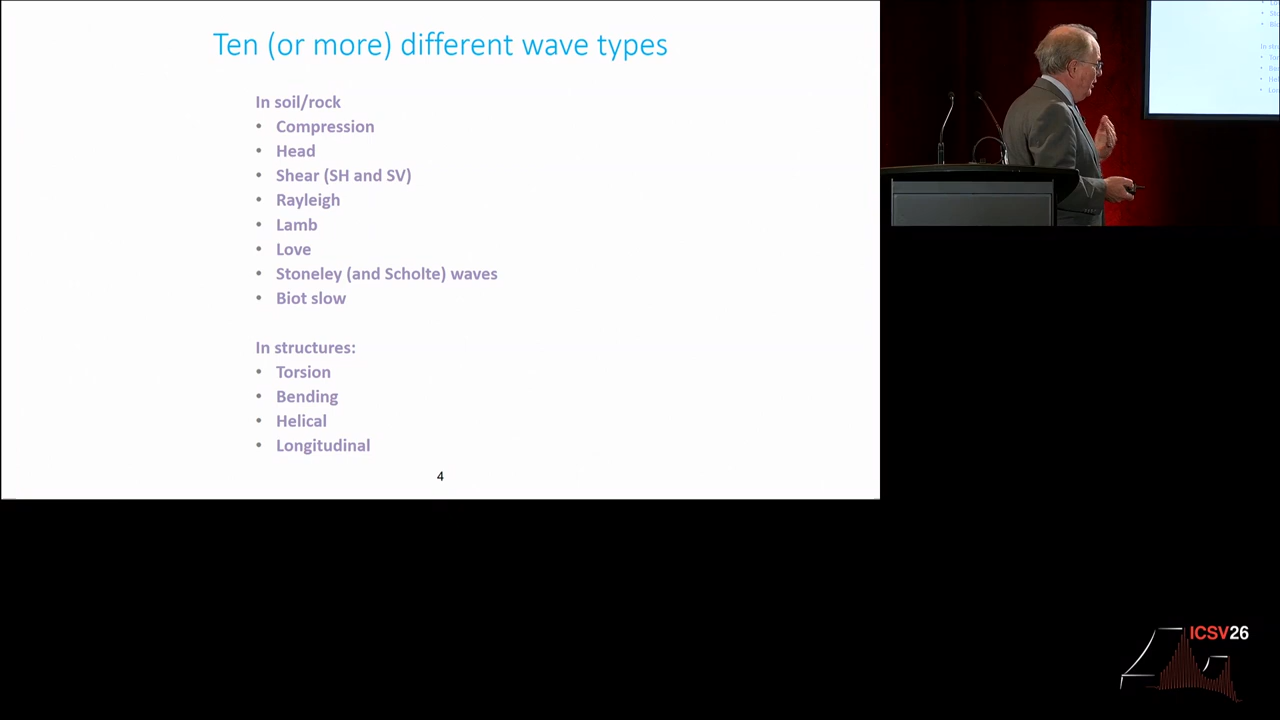 Ten (or more) different wave types
In soil/rock
• Compression
• Head
• Shear (SH and SV)
• Rayleigh
• Lamb
• Love
• Stoneley (and Scholte) waves
• Biot slow
In structures:
• Torsion
• Bending
• Helical
• Longitudinal
4
ICSV26